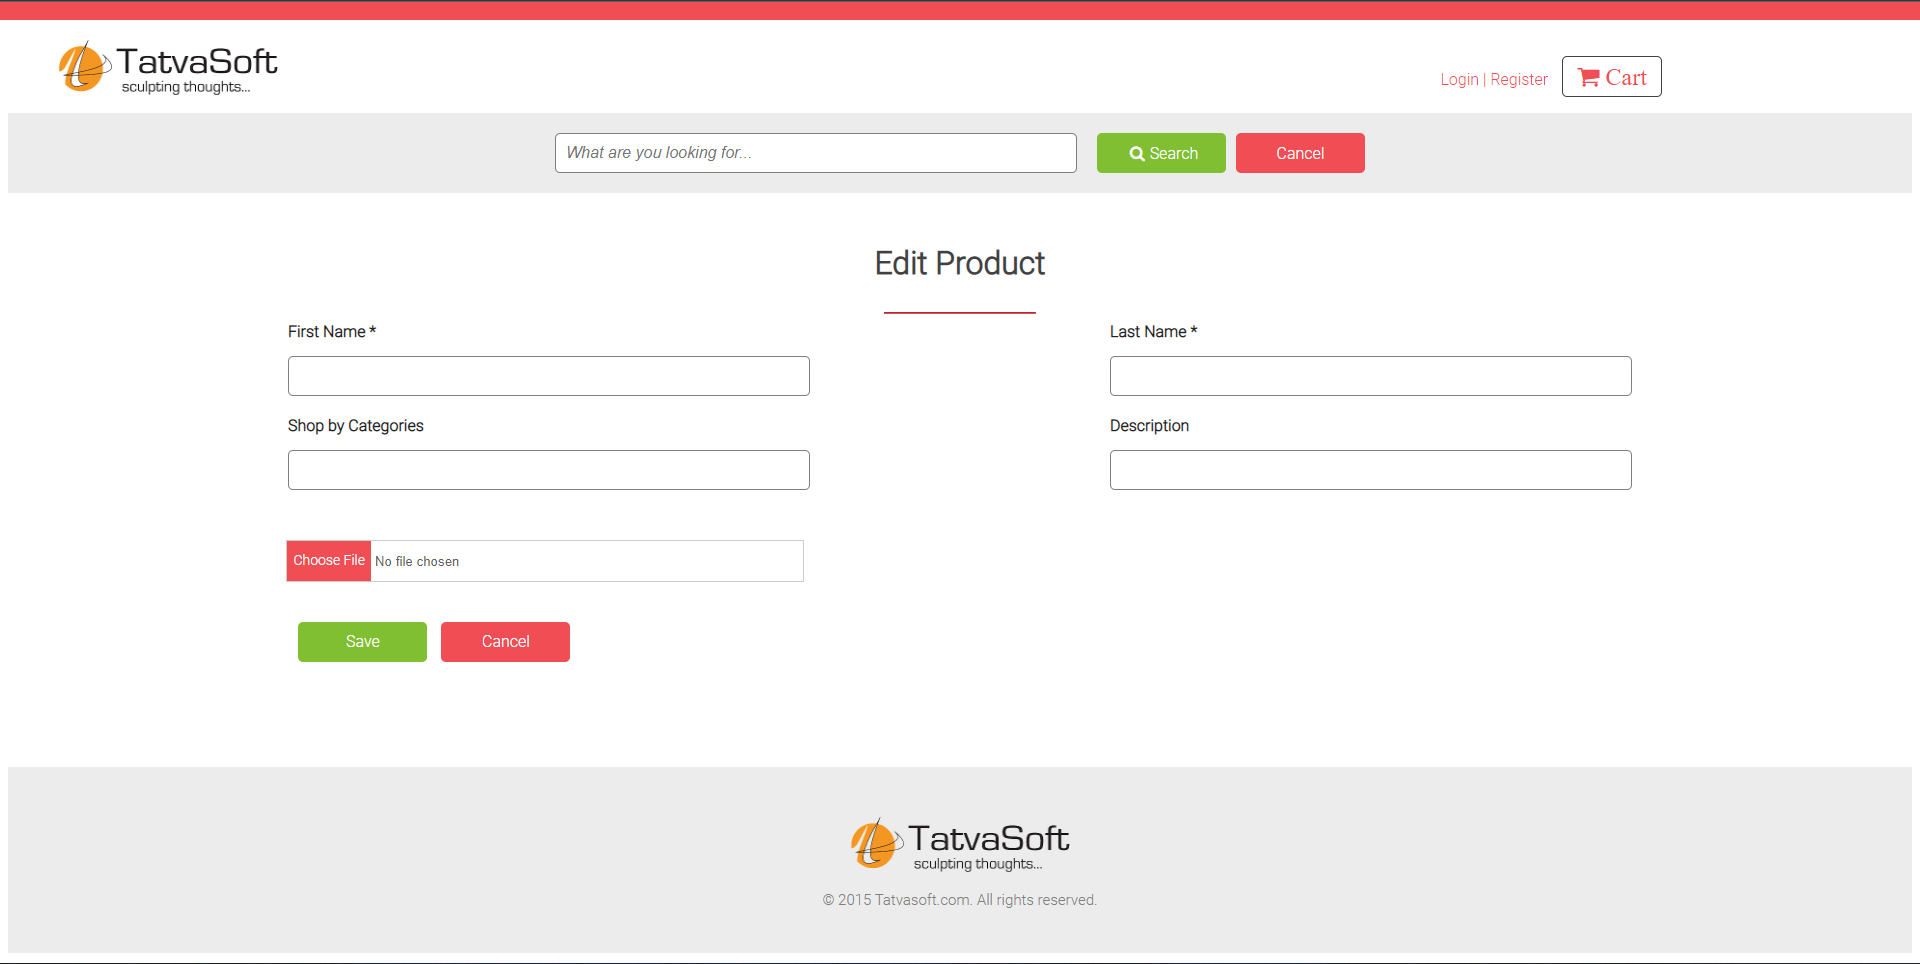 TatvaSoft
sculpting thoughts...
Login | Register
Cart
What are you looking for...
Search
Cancel
Edit Product
First Name *
Last Name *
Shop by Categories
Description
Choose File No file chosen
Save
Cancel
TatvaSoft
sculpting thoughts...
© 2015 Tatvasoft.com. All rights reserved.